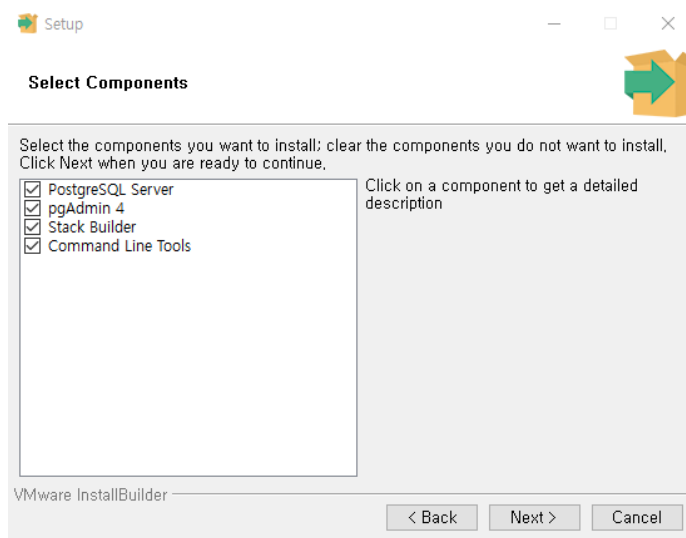 Setup
Select Components
Select the components you want to install; clear the components you do not want to install.
Click Next when you are ready to continue.
PostgreSQL Server
pgAdmin 4
Stack Builder
Command Line Tools
Click on a component to get a detailed
description
VMware InstallBuilder
< Back
Next >
Cancel